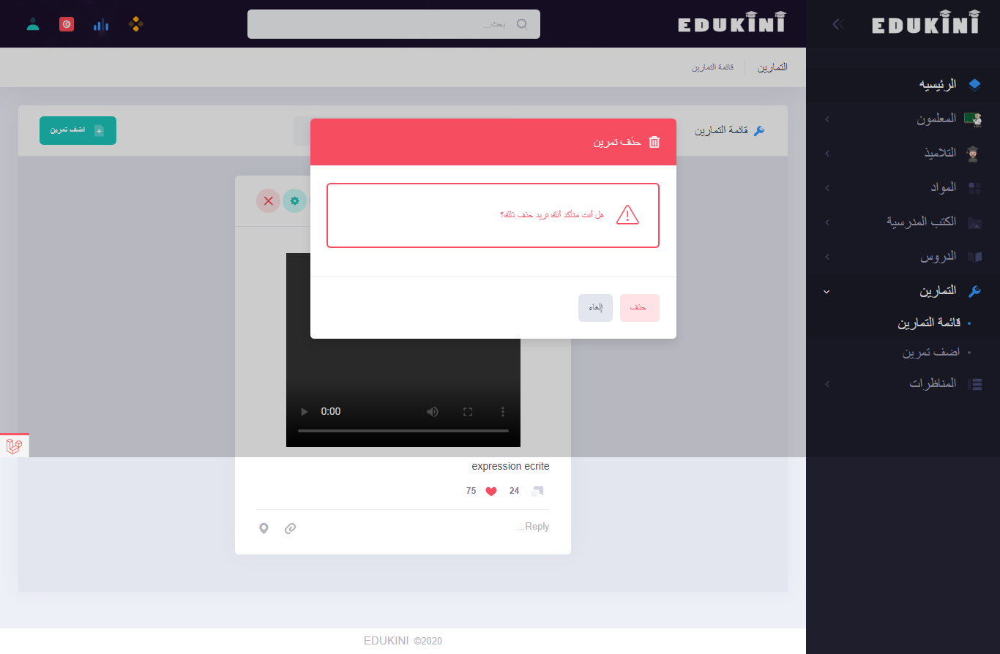 EDUKINI
EDUKINI
بحث...
التمارين
قائمة التمارين
الرئيسيه
المعلمون
التلاميذ
المواد
الكتب المدرسية
الدروس
التمارين
قائمة التمارين
اضف تمرين
المناظرات
قائمة التمارين
اضف تمرين
حذف تمرين
هل أنت متأكد أنك تريد حذف ذلك؟
حذف
إلغاء
0:00
expression ecrite
24
75
...Reply
EDUKINI ©2020